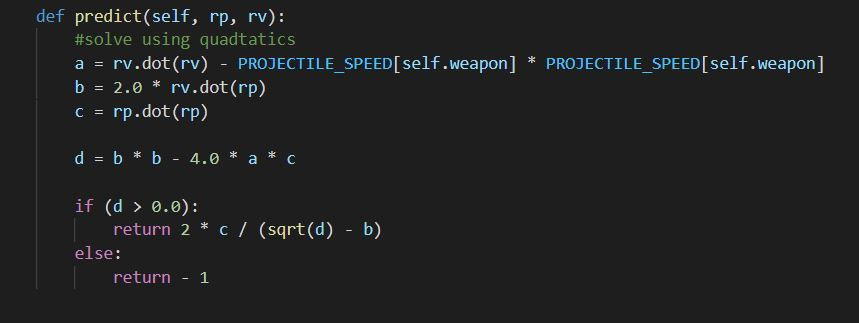 def predict(self, rp, rv):
#solve using quadtatics
a = rv.dot(rv) - PROJECTILE_SPEED[self.weapon] * PROJECTILE_SPEED[self.weapon]
b = 2.0 * rv.dot(rp)
c = rp.dot(rp)
d = b * b - 4.0 * a * c
if (d > 0.0):
return 2 * c / (sqrt(d) - b)
else:
return - 1